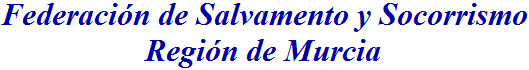 Federación de Salvamento y Socorrismo
Región de Murcia